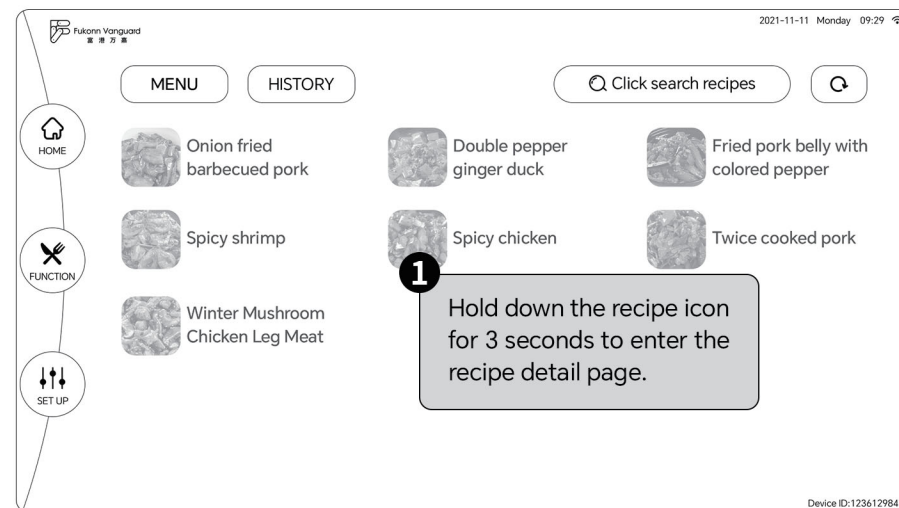 Fukonn Vanguard
富 港 万 嘉
2021-11-11 Monday 09:29
MENU
HISTORY
Click search recipes
HOME
Onion fried
barbecued pork
Double pepper
ginger duck
Fried pork belly with
colored pepper
FUNCTION
Spicy shrimp
Spicy chicken
Twice cooked pork
1
Hold down the recipe icon
for 3 seconds to enter the
recipe detail page.
Winter Mushroom
Chicken Leg Meat
SET UP
Device ID:123612984